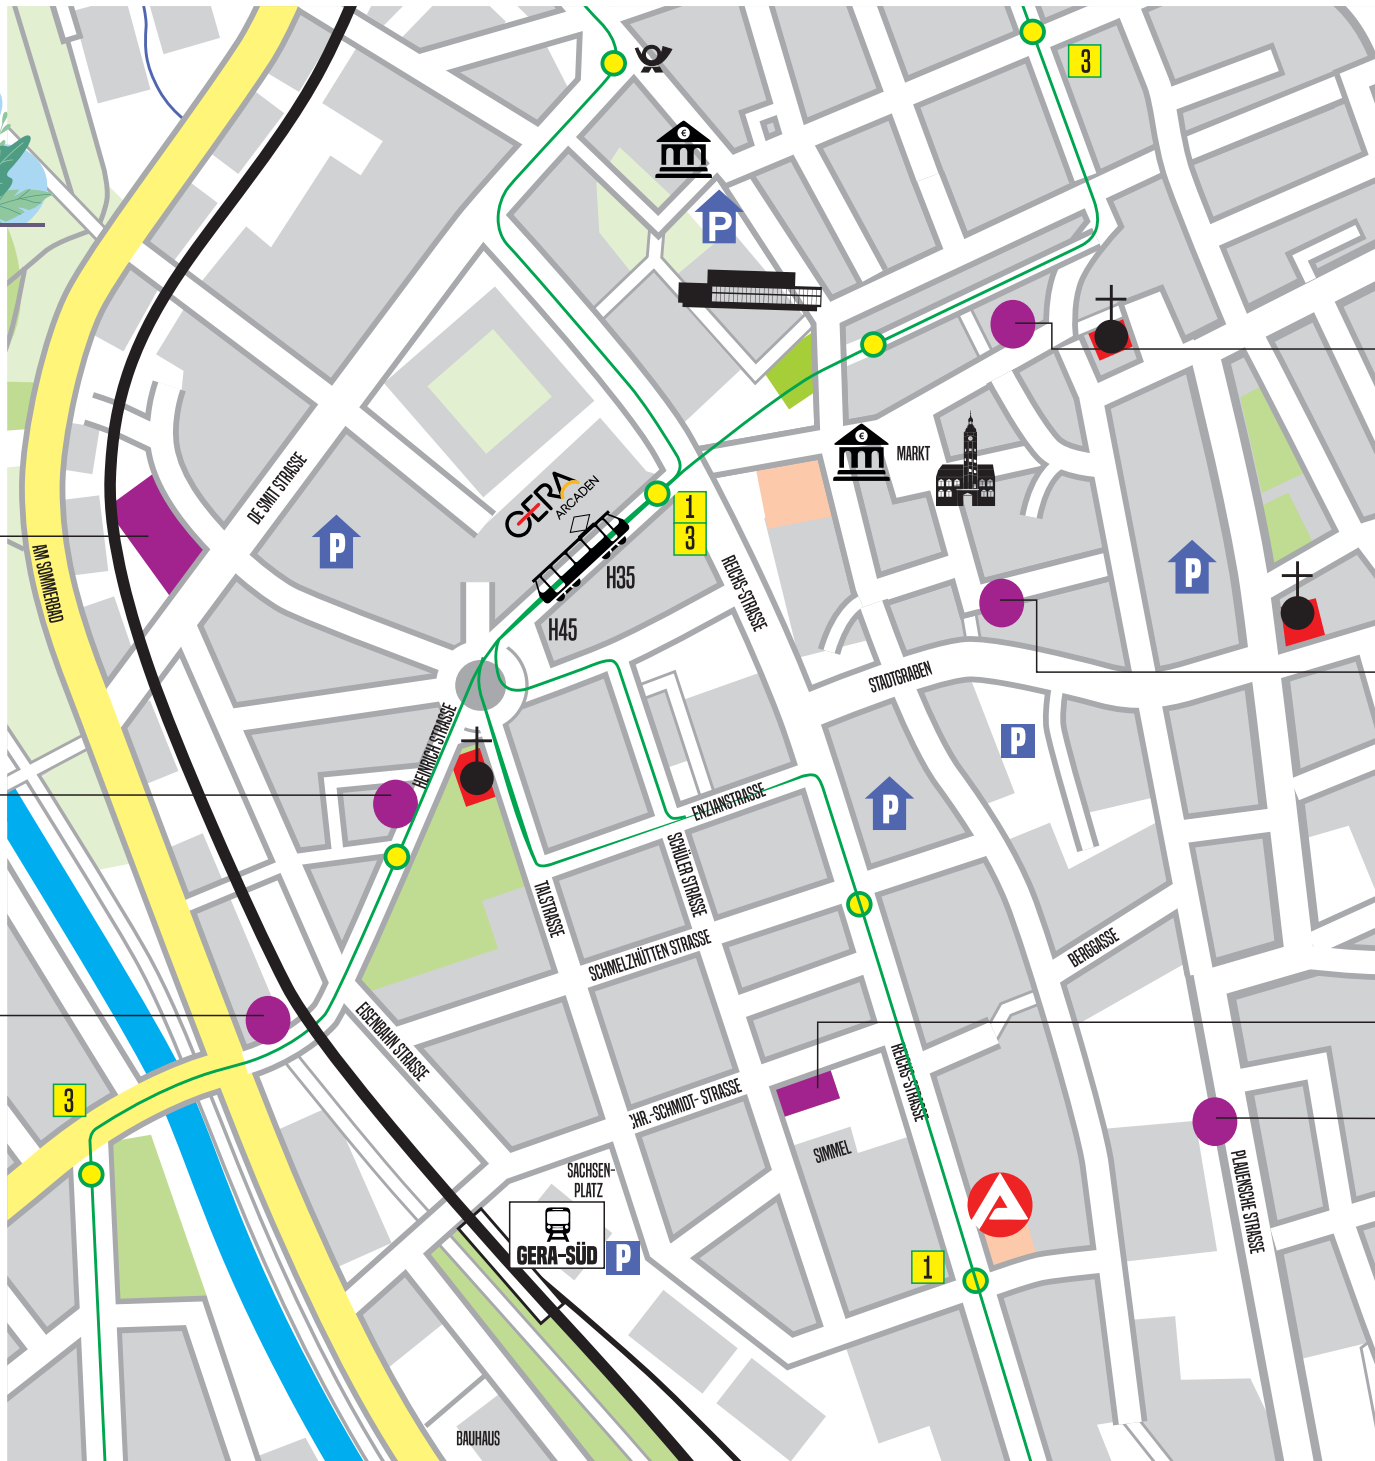 3
€
P
€
MARKT
DE SMIT STRASSE
GERA
ARCADEN
1
3
P
P
H35
AM SOMMERBAD
REICHS-STRASSE
H45
STADTGRABEN
HEINRICH STRASSE
P
ENZIANSTRASSE
P
SCHÜLER STRASSE
TALSTRASSE
SCHMELZHÜTTEN STRASSE
BERGGASSE
EISENBAHN STRASSE
REICHS-STRASSE
3
CHR.-SCHMIDT- STRASSE
SIMMEL
SACHSEN-
PLATZ
PLAUENSCHE STRASSE
GERA-SÜD
P
1
BAUHAUS